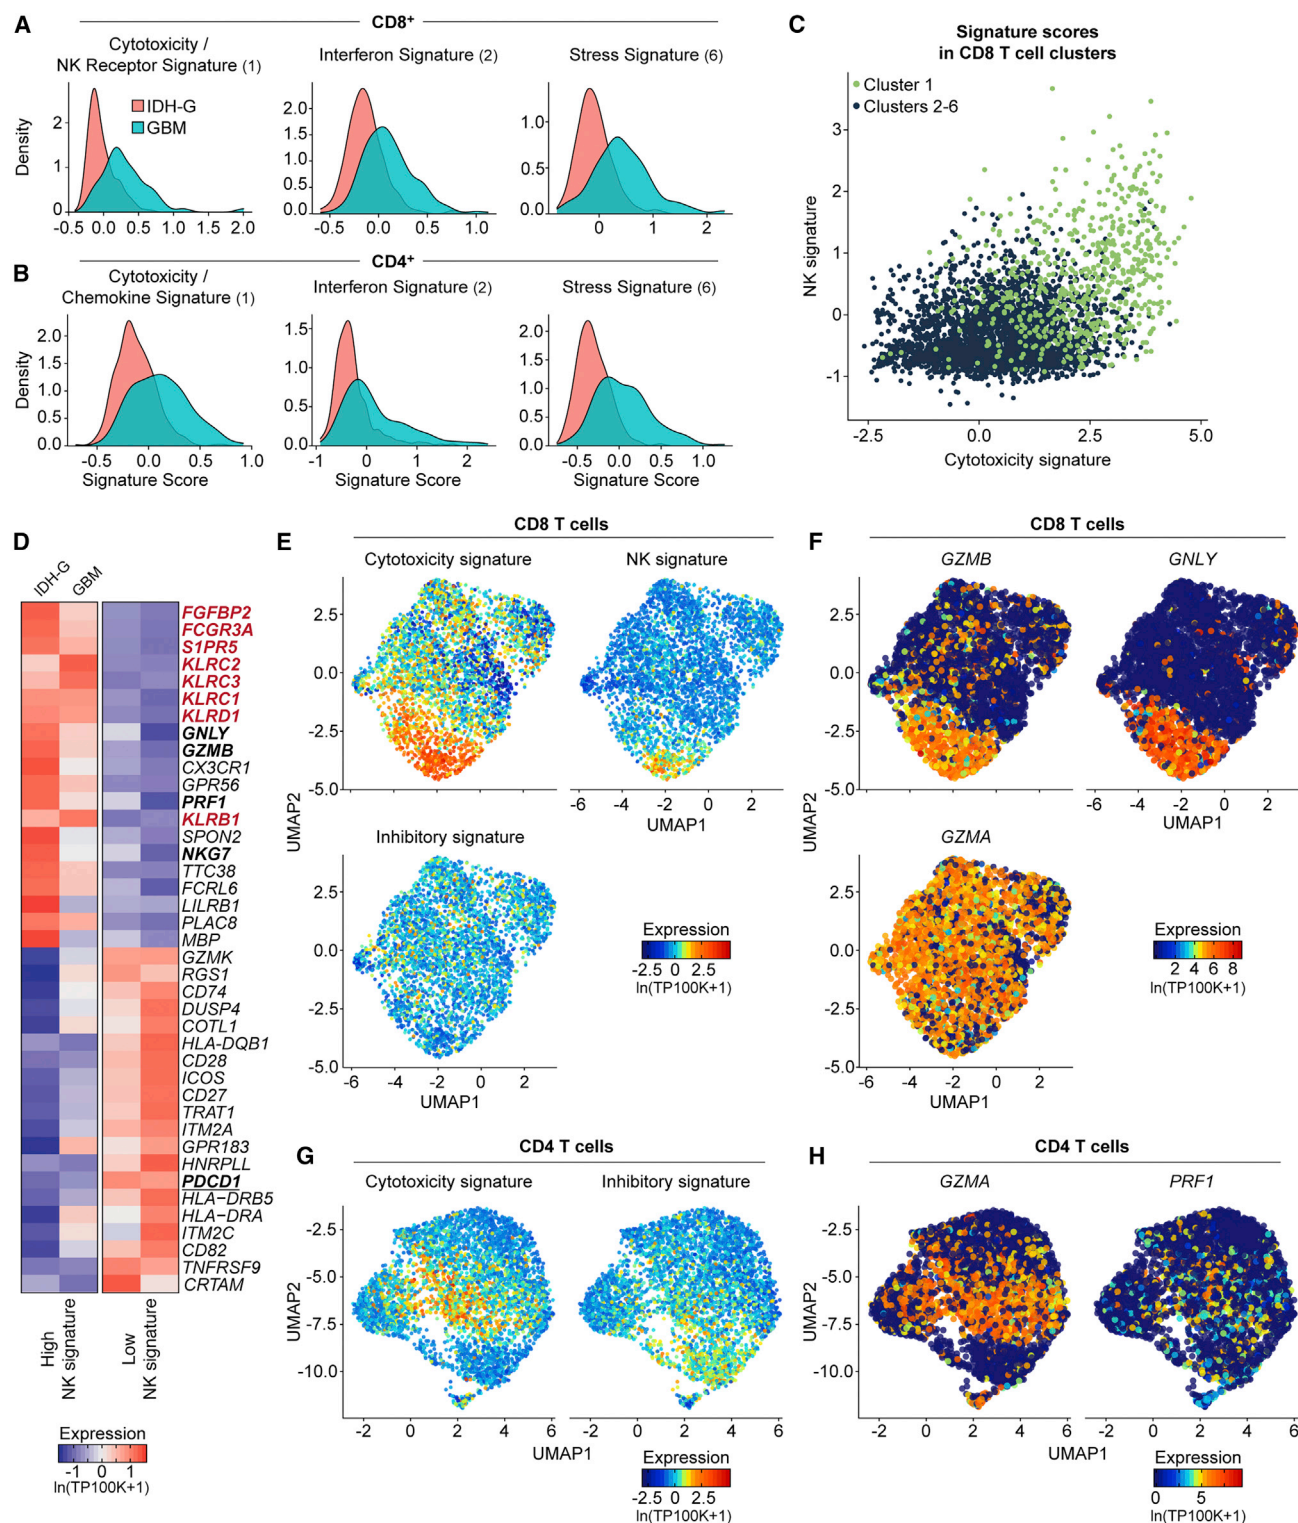 A
CD8+
Cytotoxicity /
NK Receptor Signature (1)
Interferon Signature (2)
Stress Signature (6)
IDH-G
GBM
Density
2
1
0
-0.5 0.0 0.5 1.0 1.5 2.0
2.0
1.5
1.0
0.5
0.0
-0.5 0.0 0.5 1.0
1.0
0.5
0.0
0 1 2
B
CD4+
Cytotoxicity /
Chemokine Signature (1)
Interferon Signature (2)
Stress Signature (6)
Density
2.0
1.5
1.0
0.5
0.0
-0.5 0.0 0.5 1.0
Signature Score
1.5
1.0
0.5
0.0
-1 0 1 2
Signature Score
2.0
1.5
1.0
0.5
0.0
-0.5 0.0 0.5 1.0
Signature Score
C
Signature scores
in CD8 T cell clusters
Cluster 1
Clusters 2-6
NK signature
3
2
1
0
-1
-2.5 0.0 2.5 5.0
Cytotoxicity signature
D
IDH-G GBM
FGFBP2
FCGR3A
S1PR5
KLRC2
KLRC3
KLRC1
KLRD1
GNLY
GZMB
CX3CR1
GPR56
PRF1
KLRB1
SPON2
NKG7
TTC38
FCRL6
LILRB1
PLAC8
MBP
GZMK
RGS1
CD74
DUSP4
COTL1
HLA-DQB1
CD28
ICOS
CD27
TRAT1
ITM2A
GPR183
HNRPLL
PDCD1
HLA−DRB5
HLA−DRA
ITM2C
CD82
TNFRSF9
CRTAM
High
NK signature
Low
NK signature
Expression
-1 0 1
ln(TP100K+1)
E
CD8 T cells
Cytotoxicity signature
NK signature
2.5
0.0
-2.5
-5.0
-6 -4 -2 0 2
UMAP1
UMAP2
Inhibitory signature
2.5
0.0
-2.5
-5.0
-6 -4 -2 0 2
UMAP1
Expression
-2.5 0 2.5
ln(TP100K+1)
F
CD8 T cells
GZMB
GNLY
2.5
0.0
-2.5
-5.0
-6 -4 -2 0 2
UMAP1
UMAP2
GZMA
2.5
0.0
-2.5
-5.0
-6 -4 -2 0 2
UMAP1
Expression
2 4 6 8
ln(TP100K+1)
G
CD4 T cells
Cytotoxicity signature
Inhibitory signature
UMAP2
-2.5
-5.0
-7.5
-10.0
-2 0 2 4 6
-2 0 2 4 6
UMAP1
Expression
-2.5 0 2.5
ln(TP100K+1)
H
CD4 T cells
GZMA
PRF1
UMAP2
-2.5
-5.0
-7.5
-10.0
-2 0 2 4 6
-2 0 2 4 6
UMAP1
Expression
0 5
ln(TP100K+1)